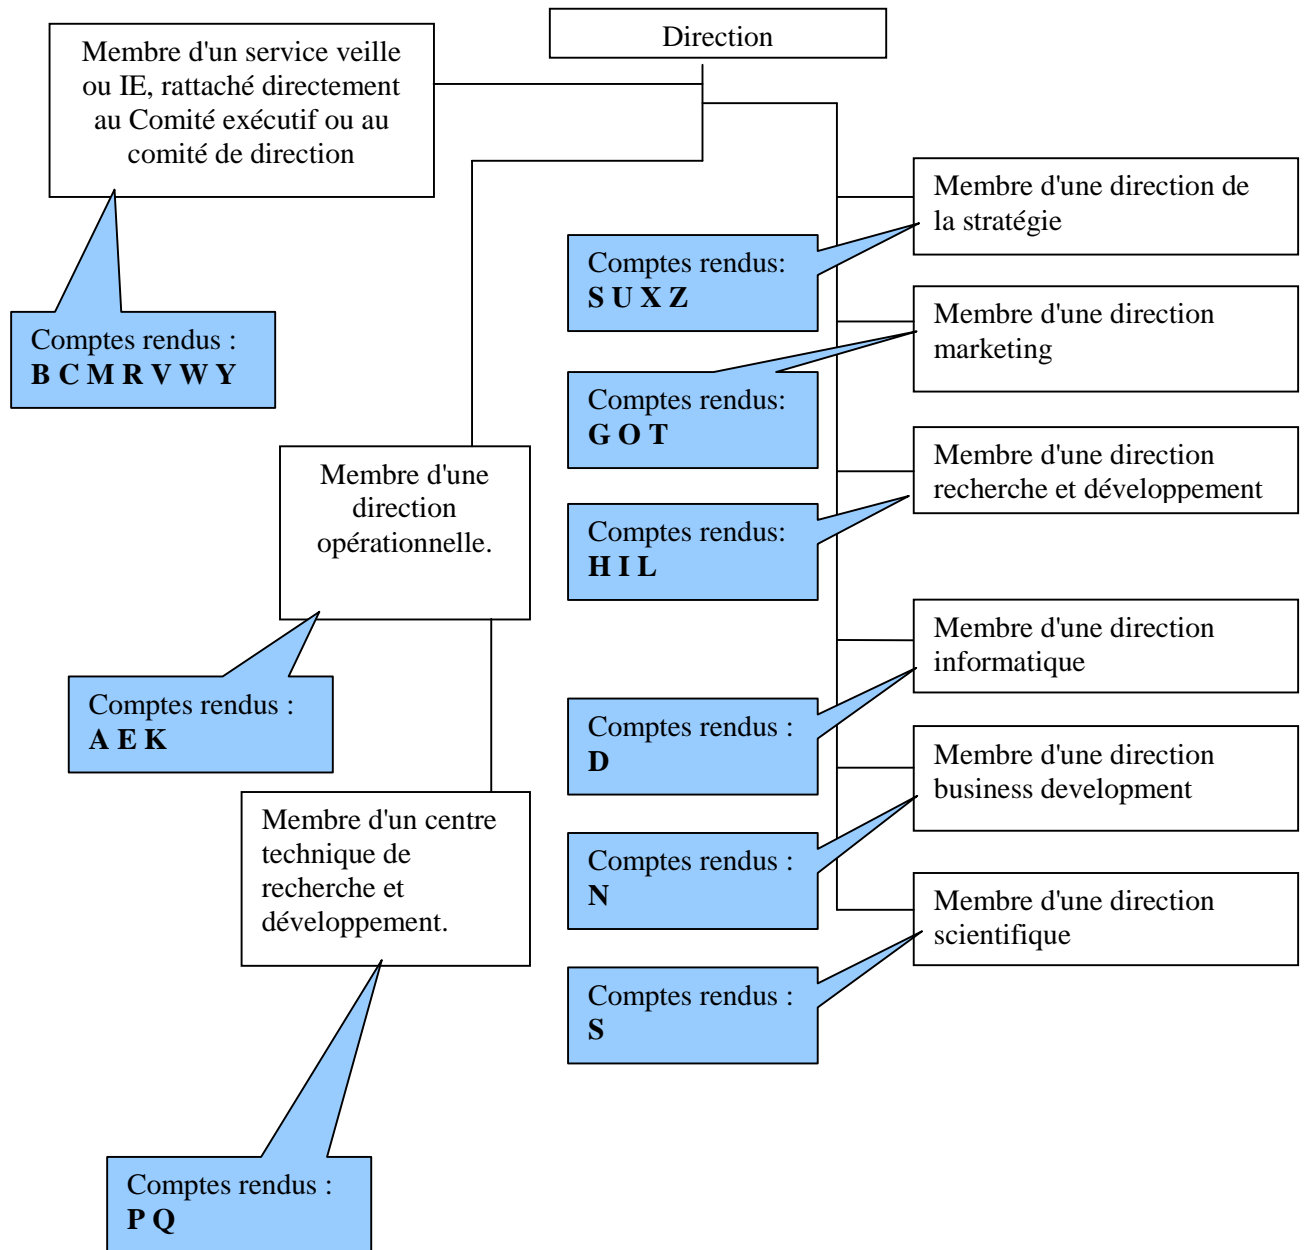 Direction
Membre d'un service veille
ou IE, rattaché directement
au Comité exécutif ou au
comité de direction
Comptes rendus :
B C M R V W Y
Membre d'une
direction
opérationnelle.
Comptes rendus :
A E K
Membre d'un centre
technique de
recherche et
développement.
Comptes rendus :
P Q
Membre d'une direction de
la stratégie
Comptes rendus:
S U X Z
Membre d'une direction
marketing
Comptes rendus:
G O T
Membre d'une direction
recherche et développement
Comptes rendus:
H I L
Membre d'une direction
informatique
Comptes rendus :
D
Membre d'une direction
business development
Comptes rendus :
N
Membre d'une direction
scientifique
Comptes rendus :
S